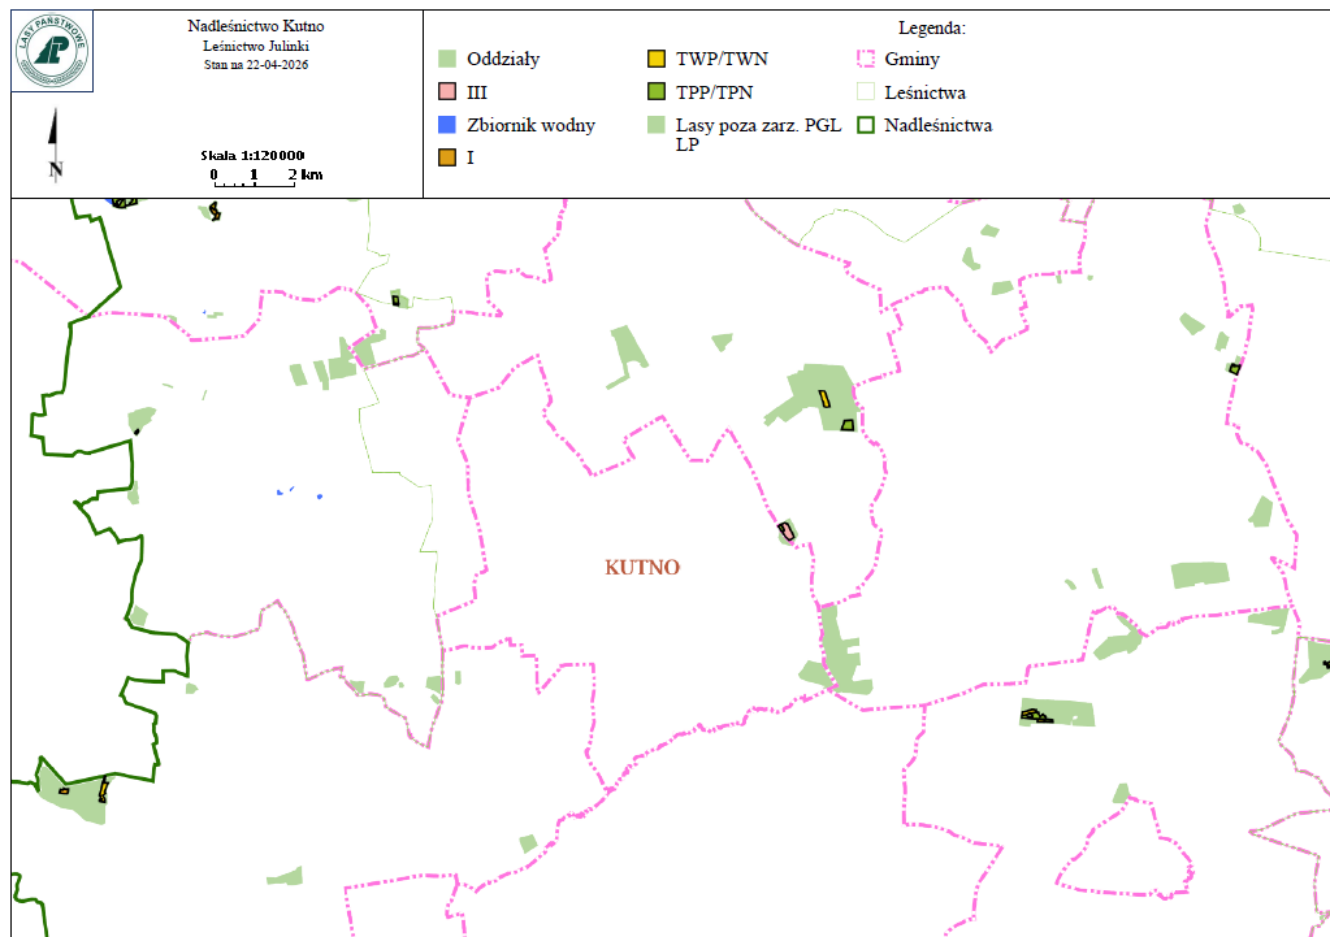 LASY PAŃSTWOWE
Nadleśnictwo Kutno
Leśnictwo Julinki
Stan na 22-04-2026
N
Skala 1:120000
0 1 2 km
Legenda:
Oddziały
III
Zbiornik wodny
I
TWP/TWN
TPP/TPN
Lasy poza zarz. PGL
LP
Gminy
Leśnictwa
Nadleśnictwa
KUTNO